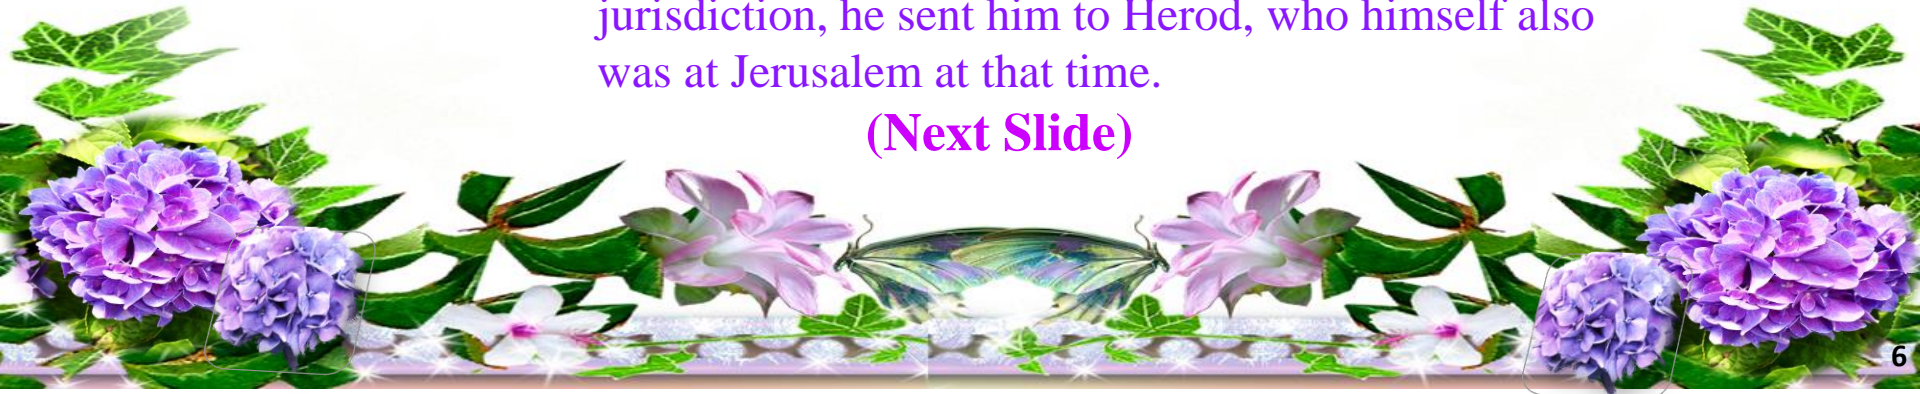 jurisdiction, he sent him to Herod, who himself also
was at Jerusalem at that time.
(Next Slide)
6